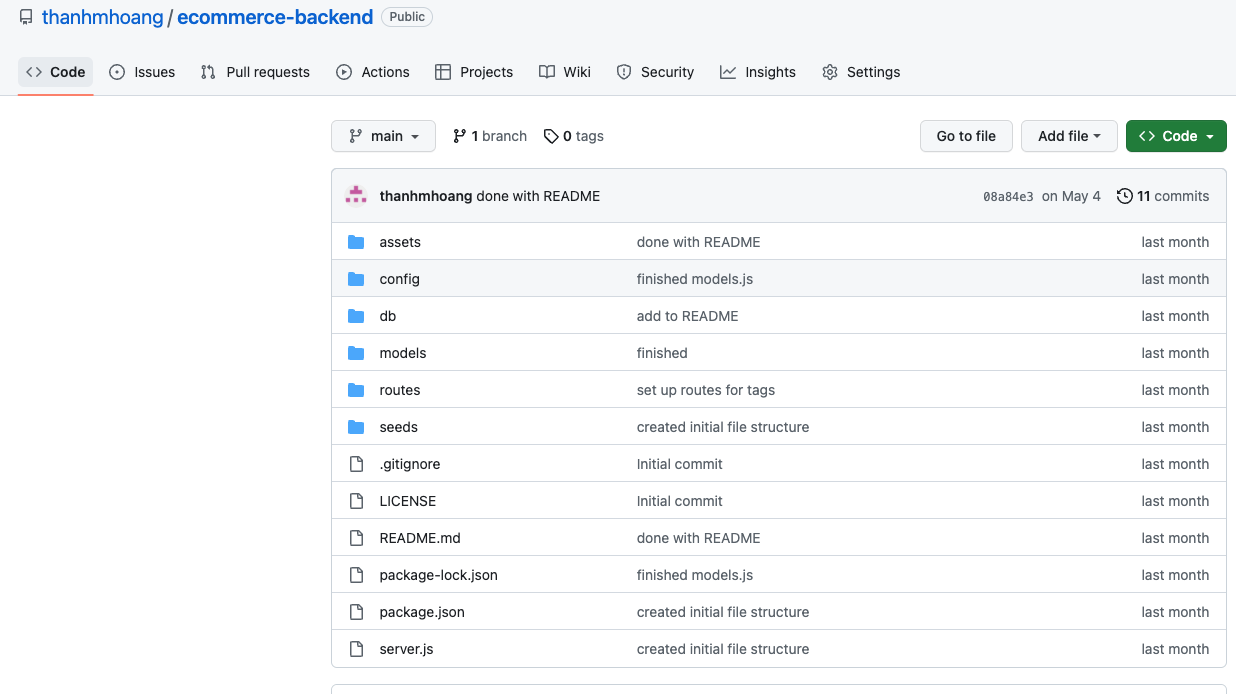 thanhmhoang / ecommerce-backend Public
Code Issues Pull requests Actions Projects Wiki Security Insights Settings
main 1 branch 0 tags Go to file Add file Code
thanhmhoang done with README 08a84e3 on May 4 11 commits
assets done with README last month
config finished models.js last month
db add to README last month
models finished last month
routes set up routes for tags last month
seeds created initial file structure last month
.gitignore Initial commit last month
LICENSE Initial commit last month
README.md done with README last month
package-lock.json finished models.js last month
package.json created initial file structure last month
server.js created initial file structure last month